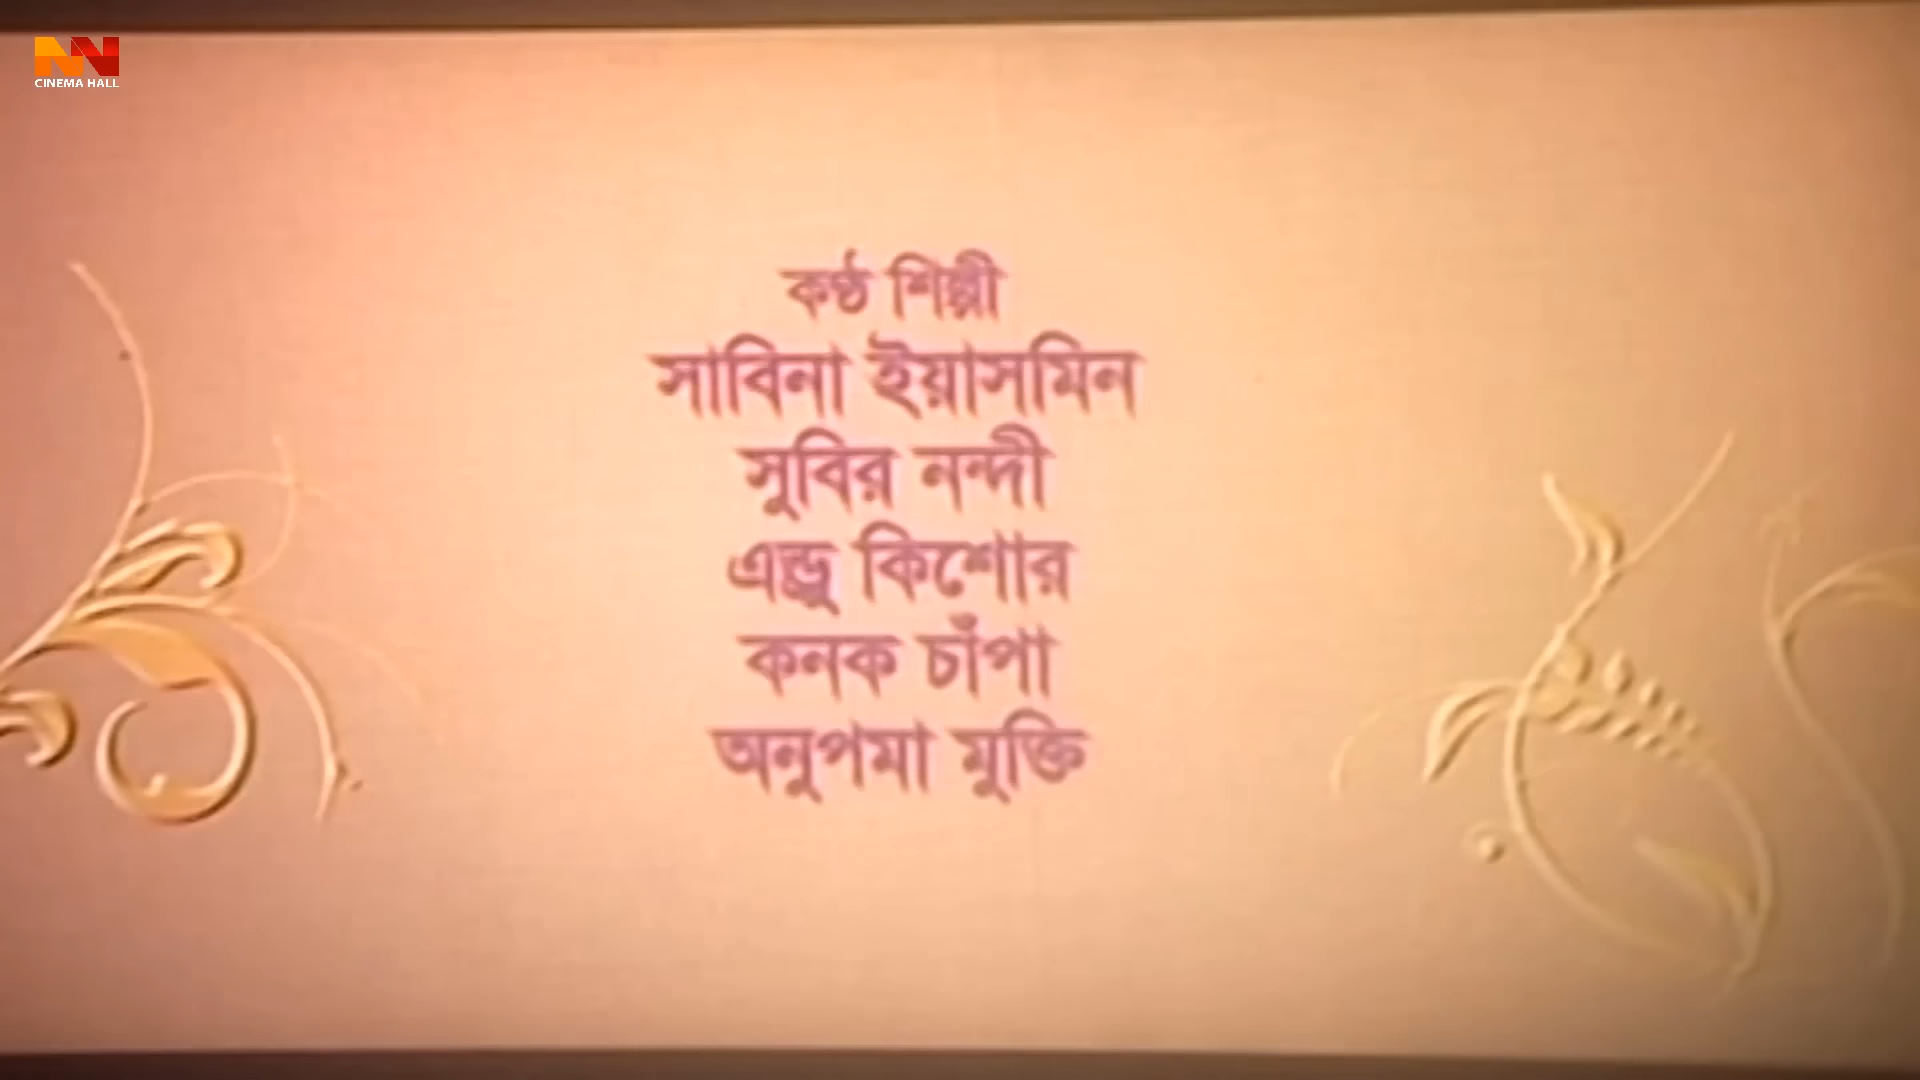 CINEMA HALL
কণ্ঠ শিল্পী
সাবিনা ইয়াসমিন
সুবির নন্দী
এন্ড্রু কিশোর
কনক চাঁপা
অনুপমা মুক্তি